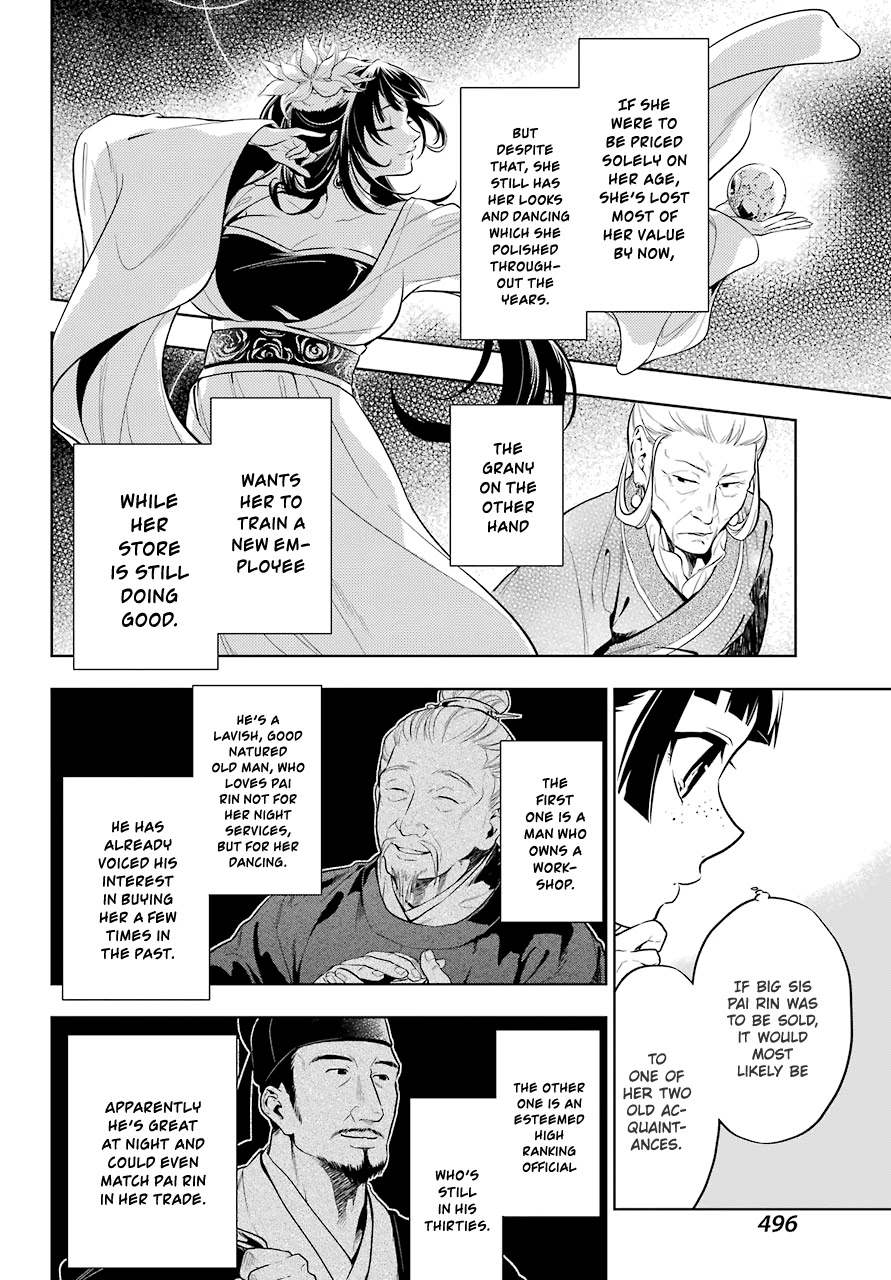 IF SHE
WERE TO
BE PRICED
SOLELY ON
HER AGE,
SHE'S LOST
MOST OF
HER VALUE
BY NOW,
BUT
DESPITE
THAT, SHE
STILL HAS
HER LOOKS
AND DANCING
WHICH SHE
POLISHED
THROUGH-
OUT THE
YEARS.
THE
GRANY
ON THE
OTHER
HAND
WANTS
HER TO
TRAIN A
NEW EM-
PLOYEE
WHILE
HER
STORE
IS STILL
DOING
GOOD.
IF BIG SIS
PAI RIN WAS
TO BE SOLD,
IT WOULD
MOST
LIKELY BE
TO
ONE OF
HER TWO
OLD AC-
QUAINT-
ANCES.
THE
FIRST
ONE IS A
MAN WHO
OWNS A
WORK-
SHOP.
HE'S A
LAVISH, GOOD
NATURED
OLD MAN, WHO
LOVES PAI
RIN NOT FOR
HER NIGHT
SERVICES,
BUT FOR HER
DANCING.
HE HAS
ALREADY
VOICED HIS
INTEREST
IN BUYING
HER A FEW
TIMES IN
THE PAST.
THE OTHER
ONE IS AN
ESTEEMED
HIGH
RANKING
OFFICIAL
WHO'S
STILL
IN HIS
THIRTIES.
APPARENTLY
HE'S GREAT
AT NIGHT AND
COULD EVEN
MATCH PAI RIN
IN HER TRADE.
496